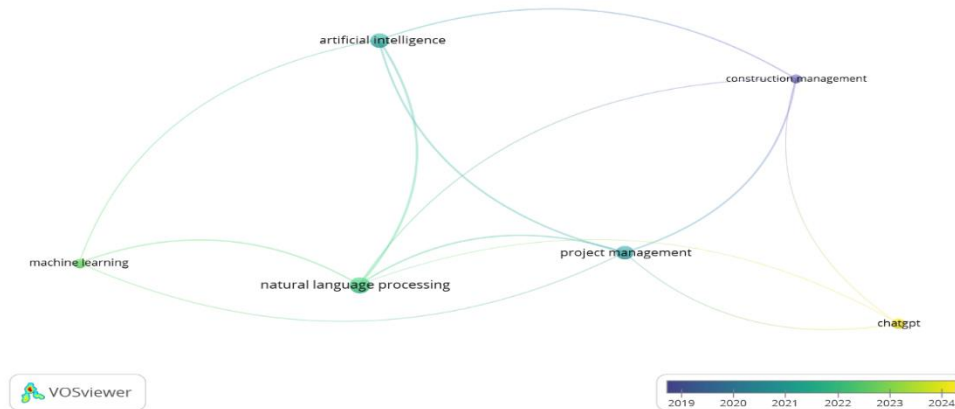 artificial intelligence
construction management
machine learning
project management
natural language processing
chatgpt
VOSviewer
2019 2020 2021 2022 2023 2024